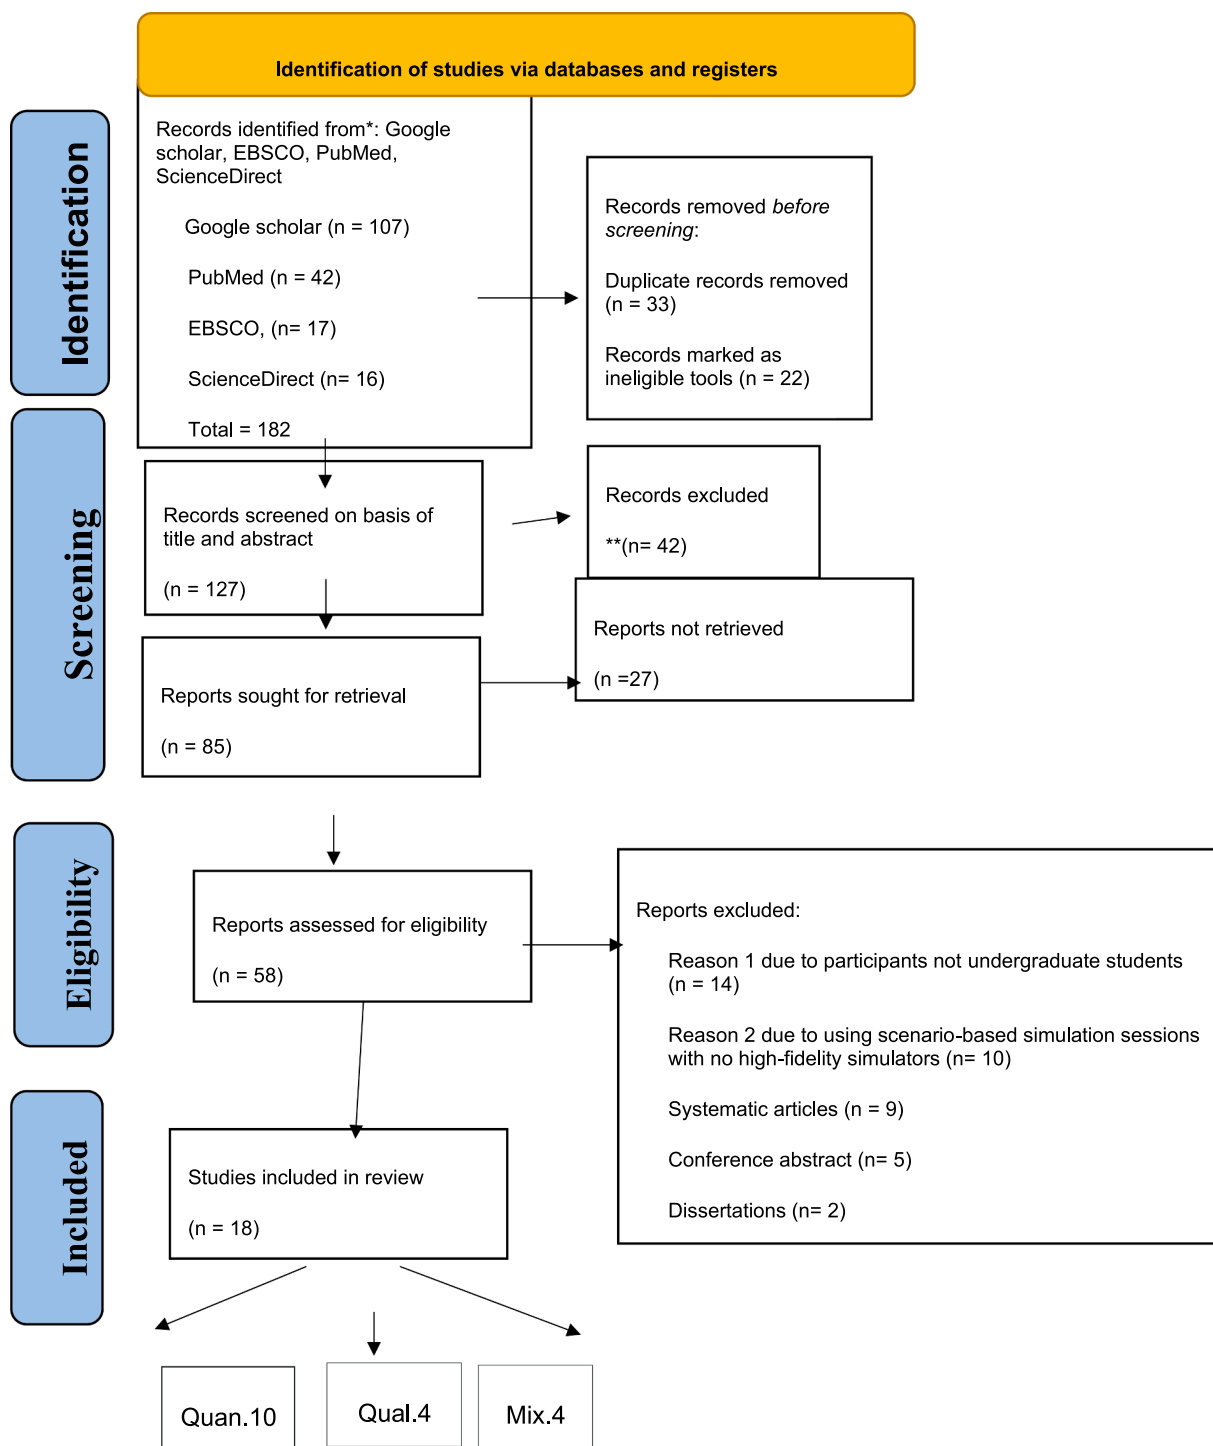 Identification of studies via databases and registers
Identification
Records identified from*: Google
scholar, EBSCO, PubMed,
ScienceDirect
Google scholar (n = 107)
PubMed (n = 42)
EBSCO, (n= 17)
ScienceDirect (n= 16)
Total = 182
Records removed before
screening:
Duplicate records removed
(n = 33)
Records marked as
ineligible tools (n = 22)
Screening
Records screened on basis of
title and abstract
(n = 127)
Records excluded
**(n= 42)
Reports sought for retrieval
(n = 85)
Reports not retrieved
(n =27)
Eligibility
Reports assessed for eligibility
(n = 58)
Reports excluded:
Reason 1 due to participants not undergraduate students
(n = 14)
Reason 2 due to using scenario-based simulation sessions
with no high-fidelity simulators (n= 10)
Systematic articles (n = 9)
Conference abstract (n= 5)
Dissertations (n= 2)
Included
Studies included in review
(n = 18)
Quan.10
Qual.4
Mix.4